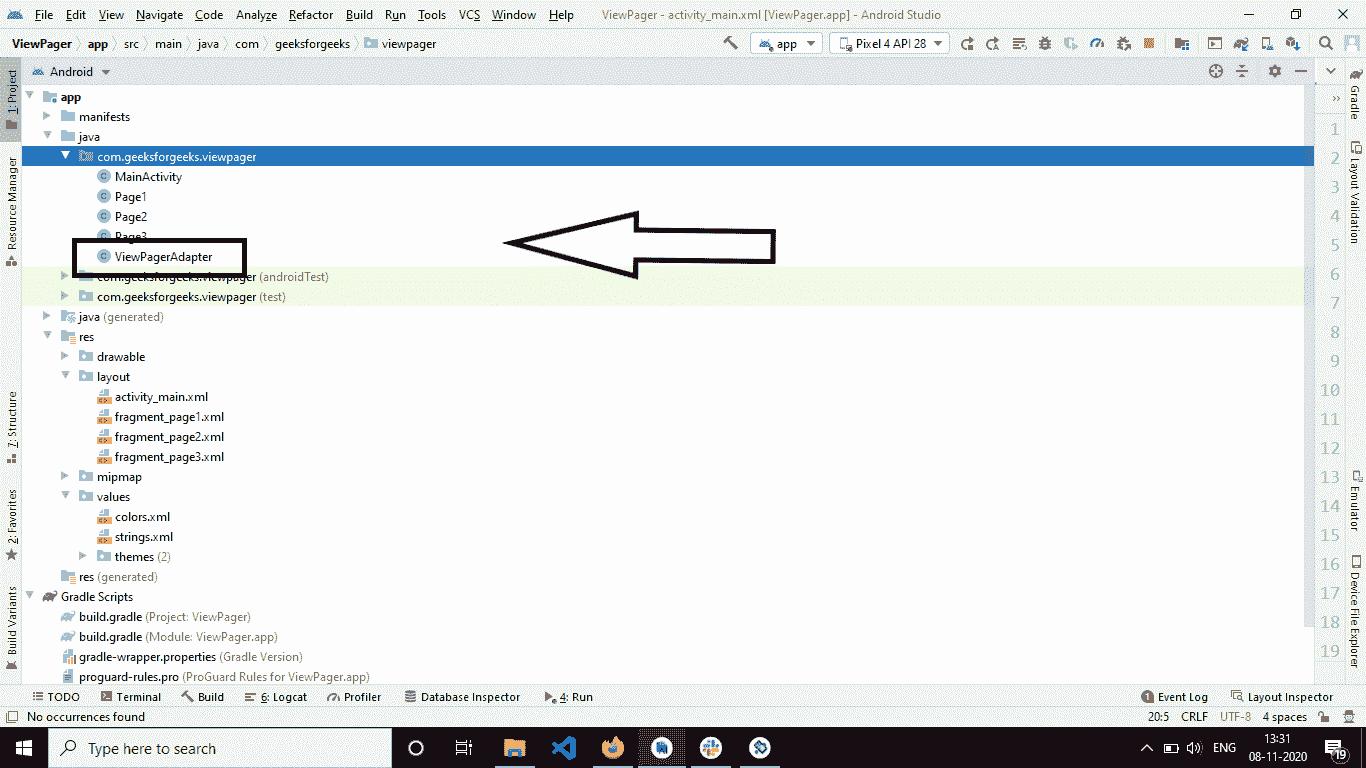 File Edit View Navigate Code Analyze Refactor Build Run Tools VCS Window Help ViewPager - activity_main.xml [ViewPager.app] - Android Studio
ViewPager app src main java com geeksforgeeks viewpager app Pixel 4 API 28
Android
1: Project
Resource Manager
7: Structure
2: Favorites
Build Variants
app
manifests
java
com.geeksforgeeks.viewpager
MainActivity
Page1
Page2
Page3
ViewPagerAdapter
com.geeksforgeeks.viewpager (androidTest)
com.geeksforgeeks.viewpager (test)
java (generated)
res
drawable
layout
activity_main.xml
fragment_page1.xml
fragment_page2.xml
fragment_page3.xml
mipmap
values
colors.xml
strings.xml
themes (2)
res (generated)
Gradle Scripts
build.gradle (Project: ViewPager)
build.gradle (Module: ViewPager.app)
gradle-wrapper.properties (Gradle Version)
proguard-rules.pro (ProGuard Rules for ViewPager.app)
1
2
3
4
5
6
7
8
9
10
11
12
13
14
15
16
17
18
19
Gradle
Layout Validation
Emulator
Device File Explorer
TODO Terminal Build 6: Logcat Profiler Database Inspector 4: Run 1 Event Log Layout Inspector
No occurrences found 20:5 CRLF UTF-8 4 spaces
Type here to search ENG 13:31
08-11-2020 19